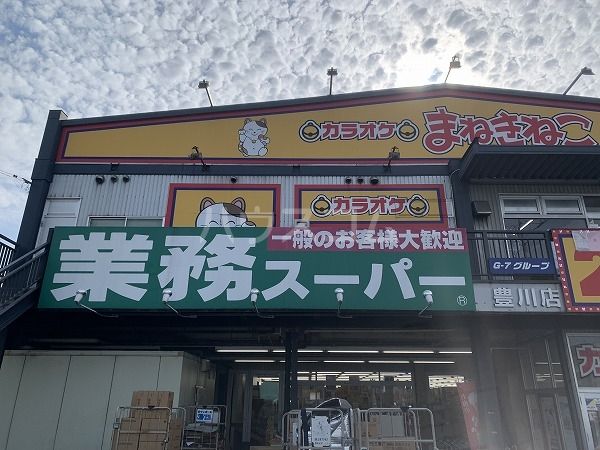 カラオケ まねきねこ
カラオケ
一般のお客様大歓迎
業務スーパー
®
G-7 グループ
豊川店